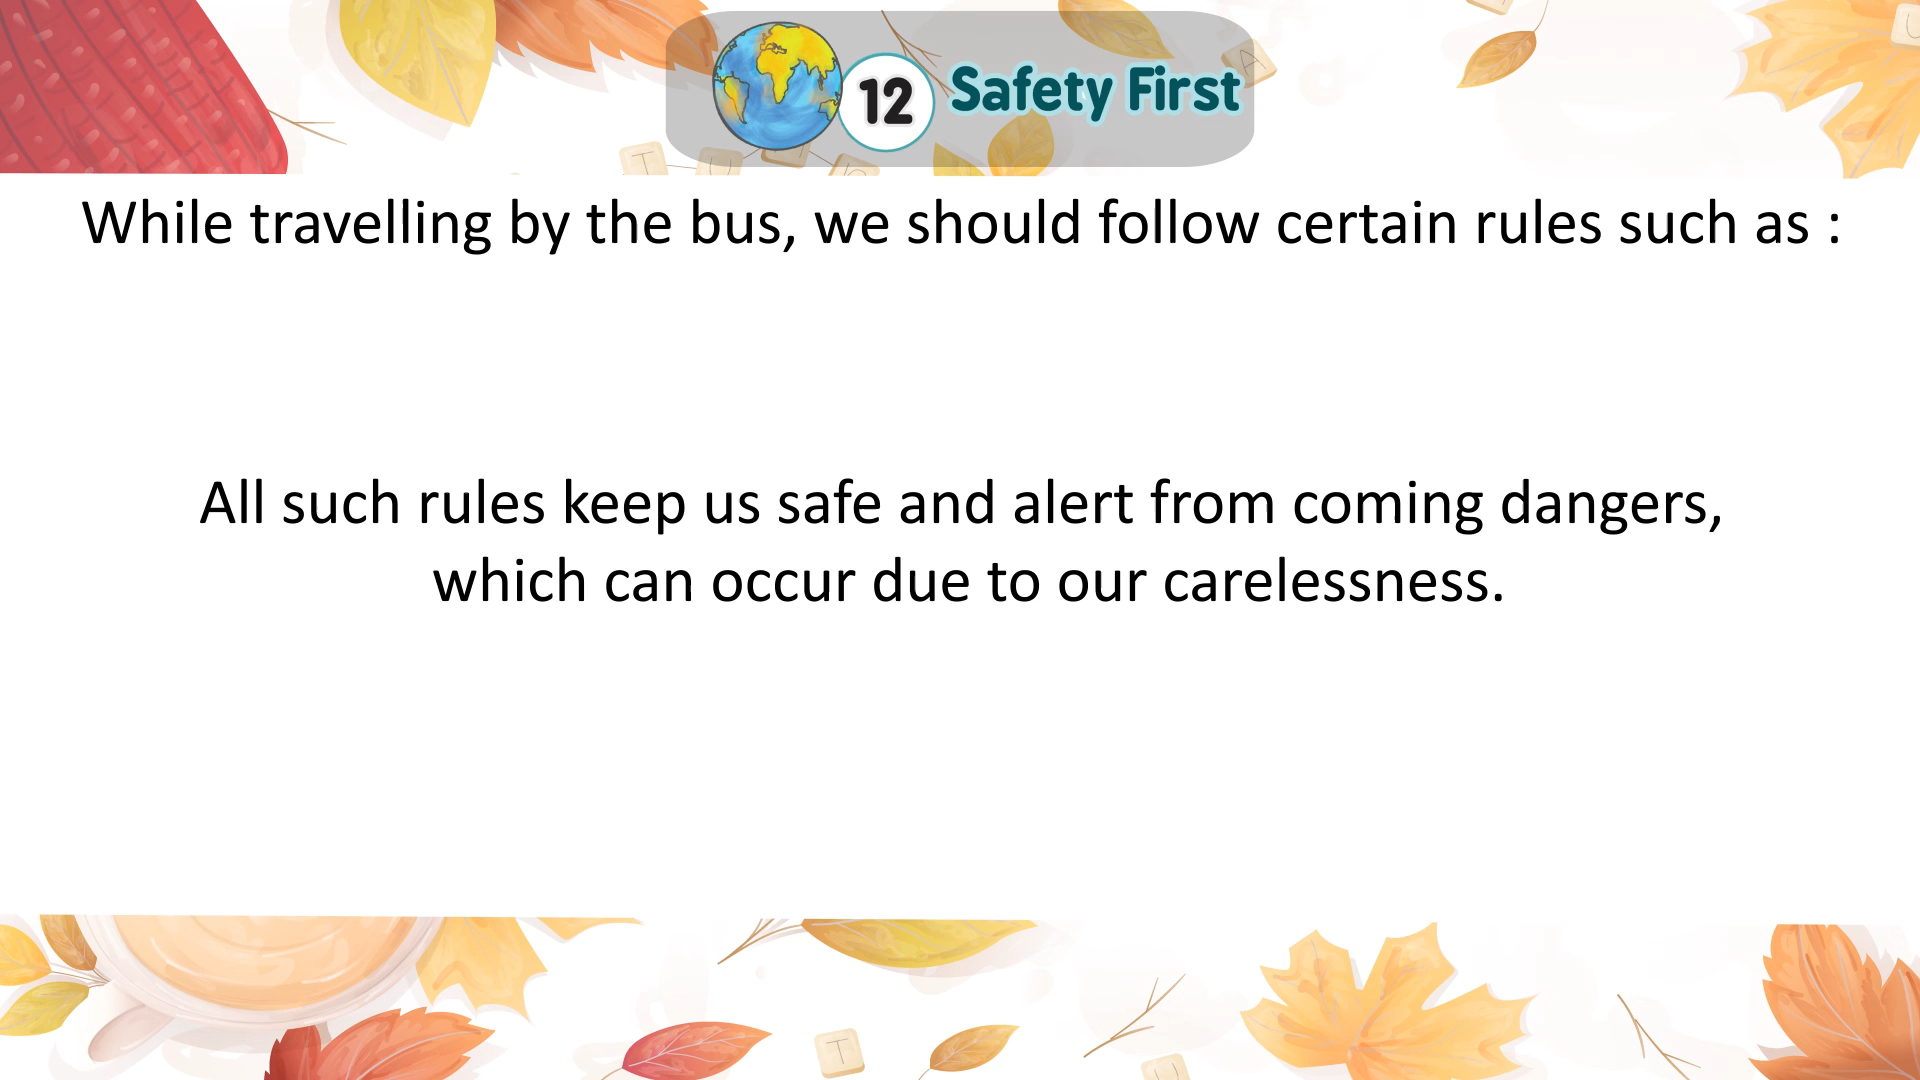 12 Safety First
While travelling by the bus, we should follow certain rules such as :
All such rules keep us safe and alert from coming dangers,
which can occur due to our carelessness.
T